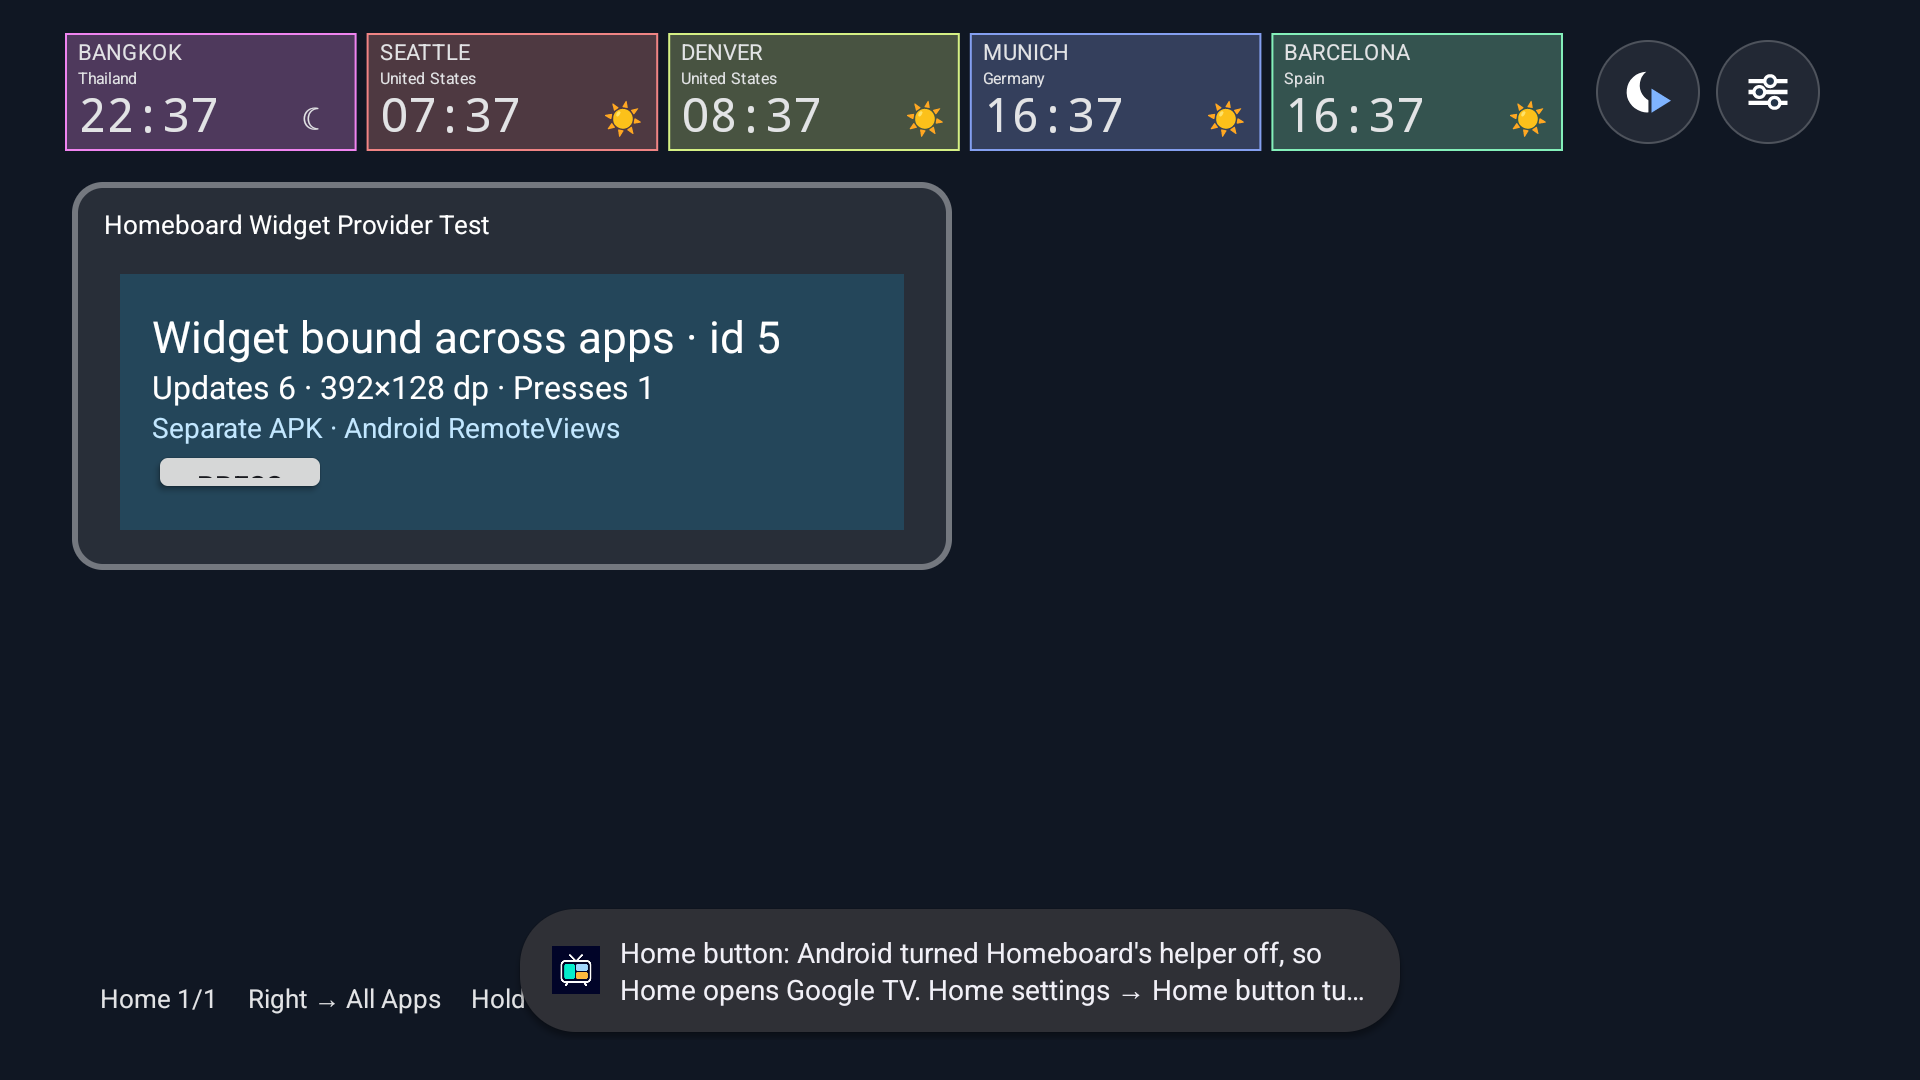 BANGKOK
Thailand
22:37
SEATTLE
United States
07:37
DENVER
United States
08:37
MUNICH
Germany
16:37
BARCELONA
Spain
16:37
Homeboard Widget Provider Test
Widget bound across apps · id 5
Updates 6 · 392×128 dp · Presses 1
Separate APK · Android RemoteViews
Home button: Android turned Homeboard's helper off, so
Home opens Google TV. Home settings → Home button tu…
Home 1/1 Right → All Apps Hold